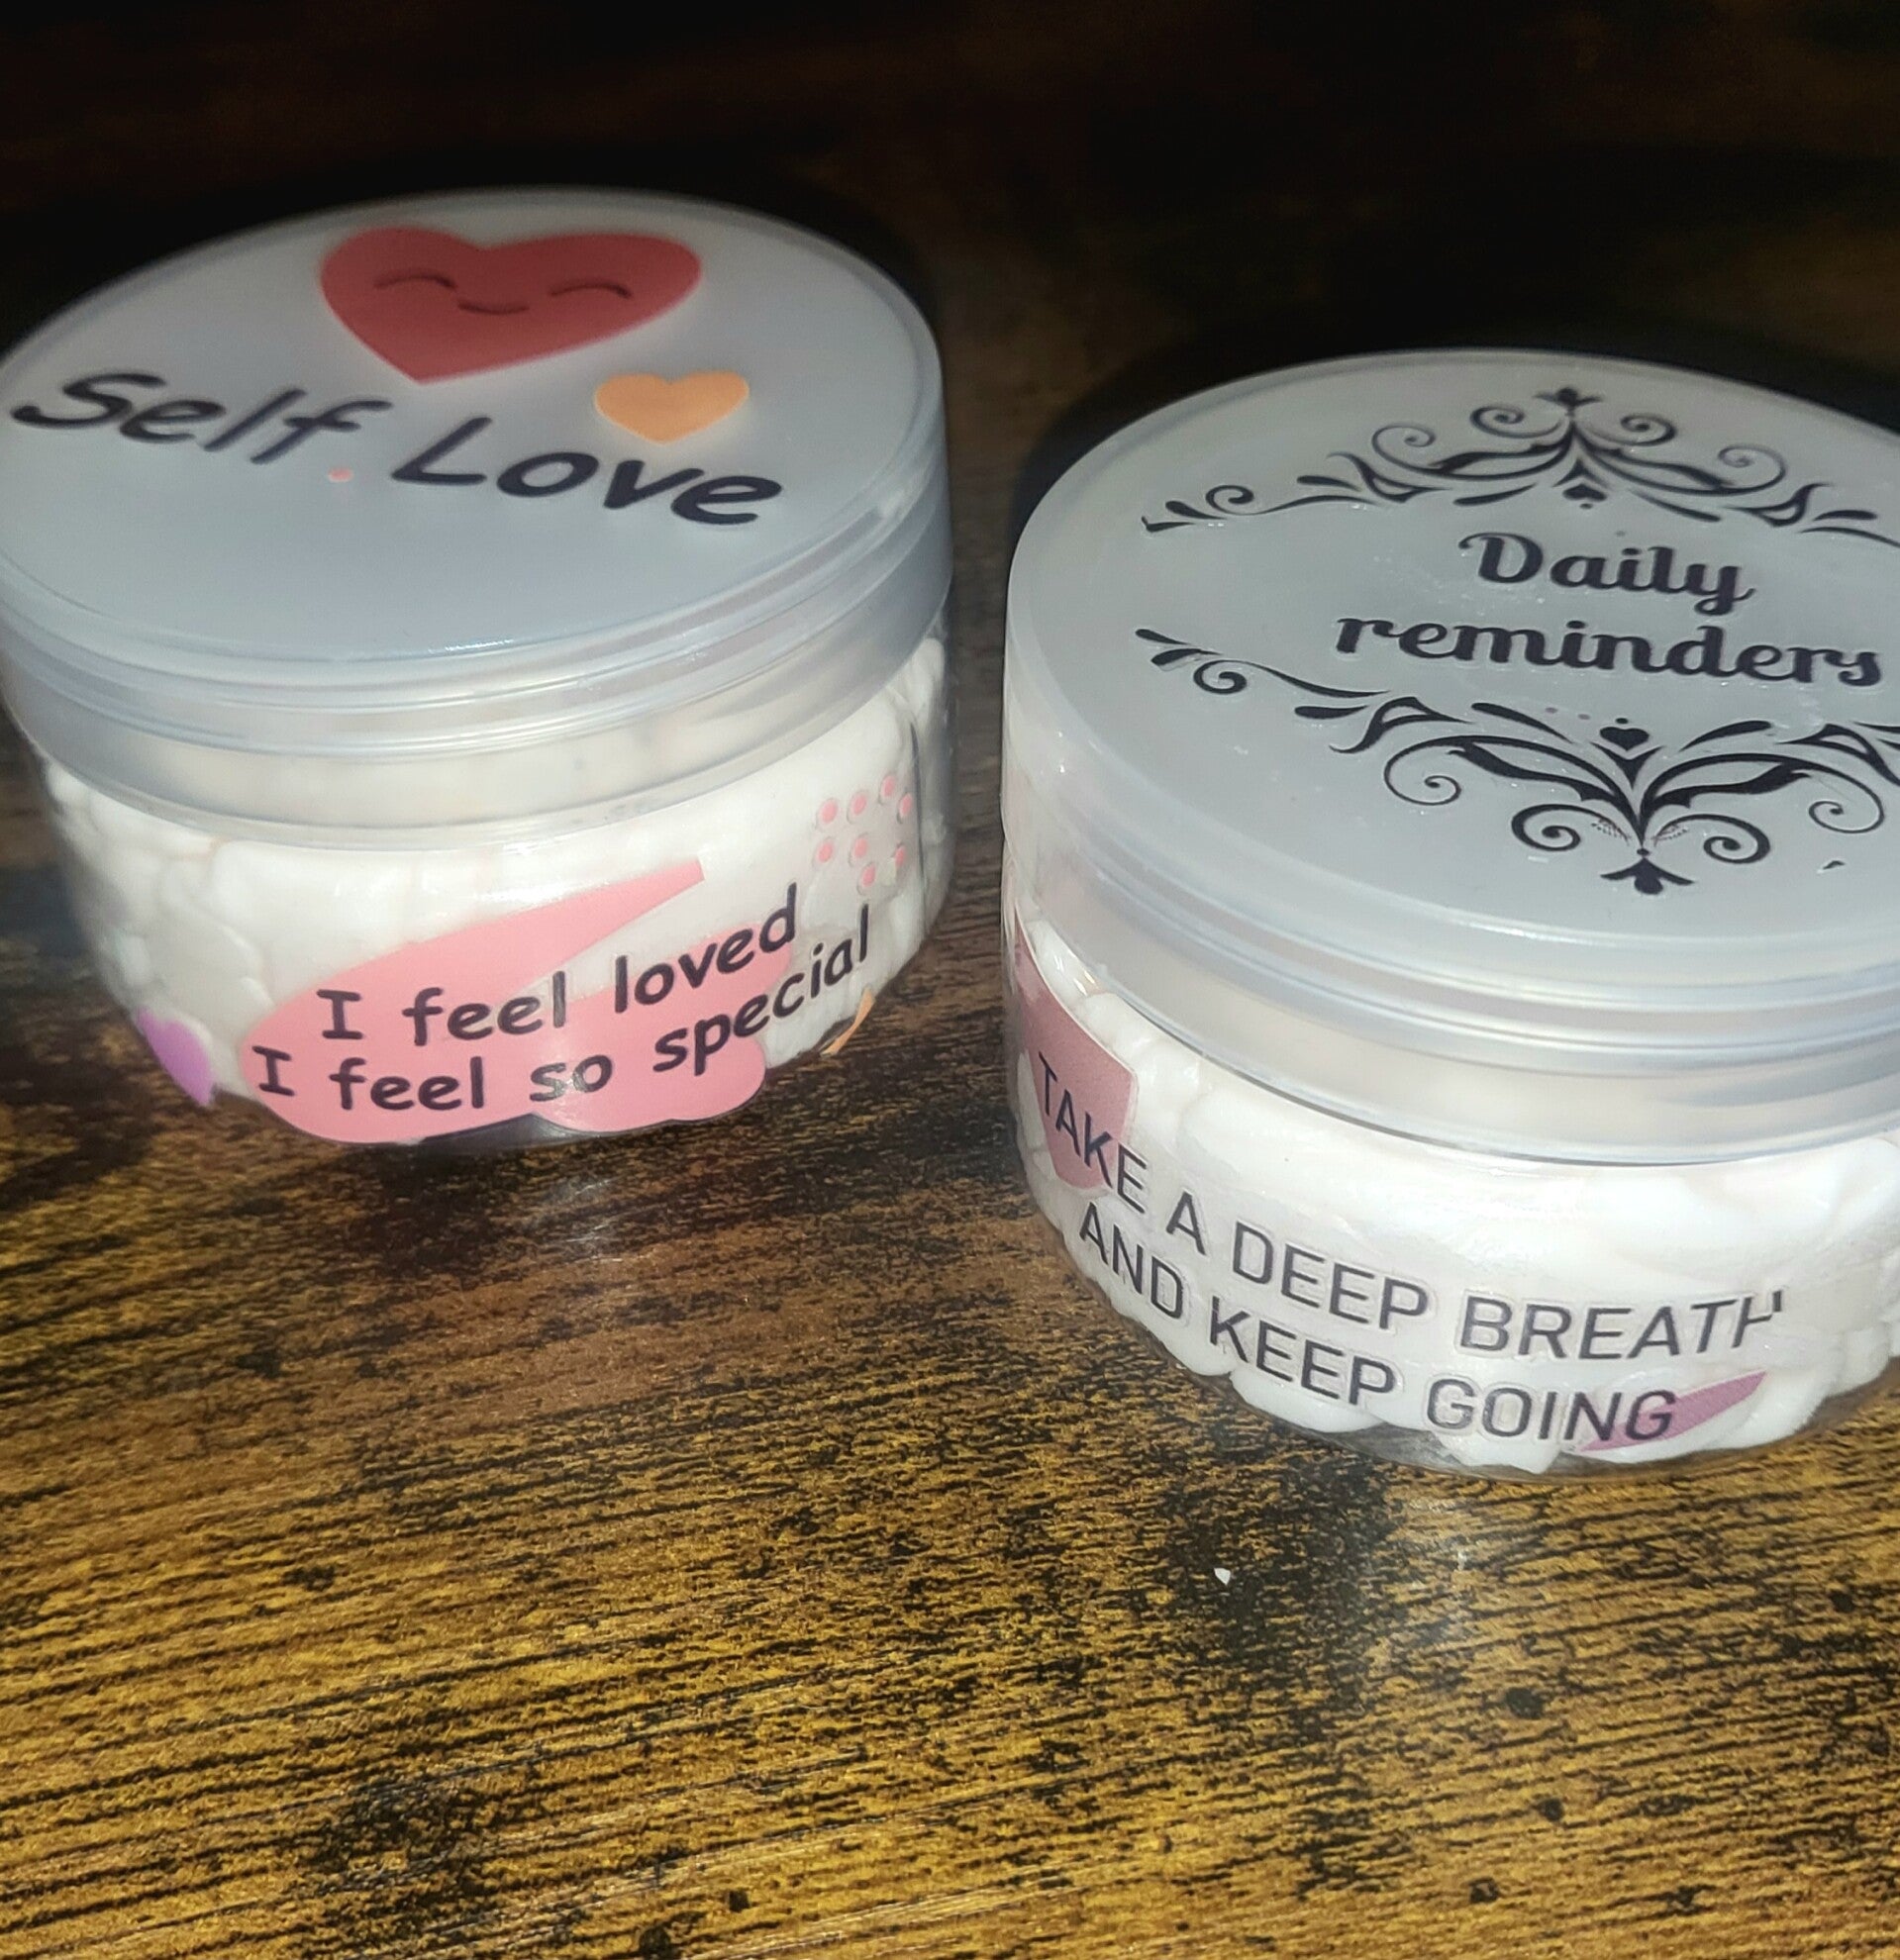 Self Love
I feel loved
I feel so special
Daily
reminders
TAKE A DEEP BREATH
AND KEEP GOING